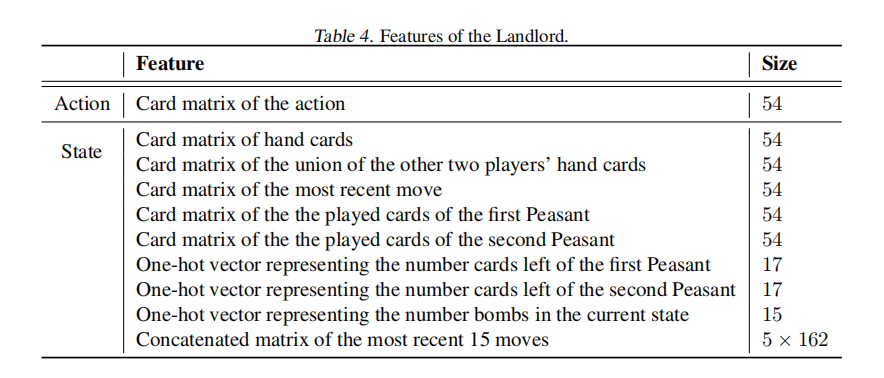 Table 4. Features of the Landlord.
Feature Size
Action Card matrix of the action 54
State Card matrix of hand cards 54
Card matrix of the union of the other two players’ hand cards 54
Card matrix of the most recent move 54
Card matrix of the the played cards of the first Peasant 54
Card matrix of the the played cards of the second Peasant 54
One-hot vector representing the number cards left of the first Peasant 17
One-hot vector representing the number cards left of the second Peasant 17
One-hot vector representing the number bombs in the current state 15
Concatenated matrix of the most recent 15 moves 5 × 162